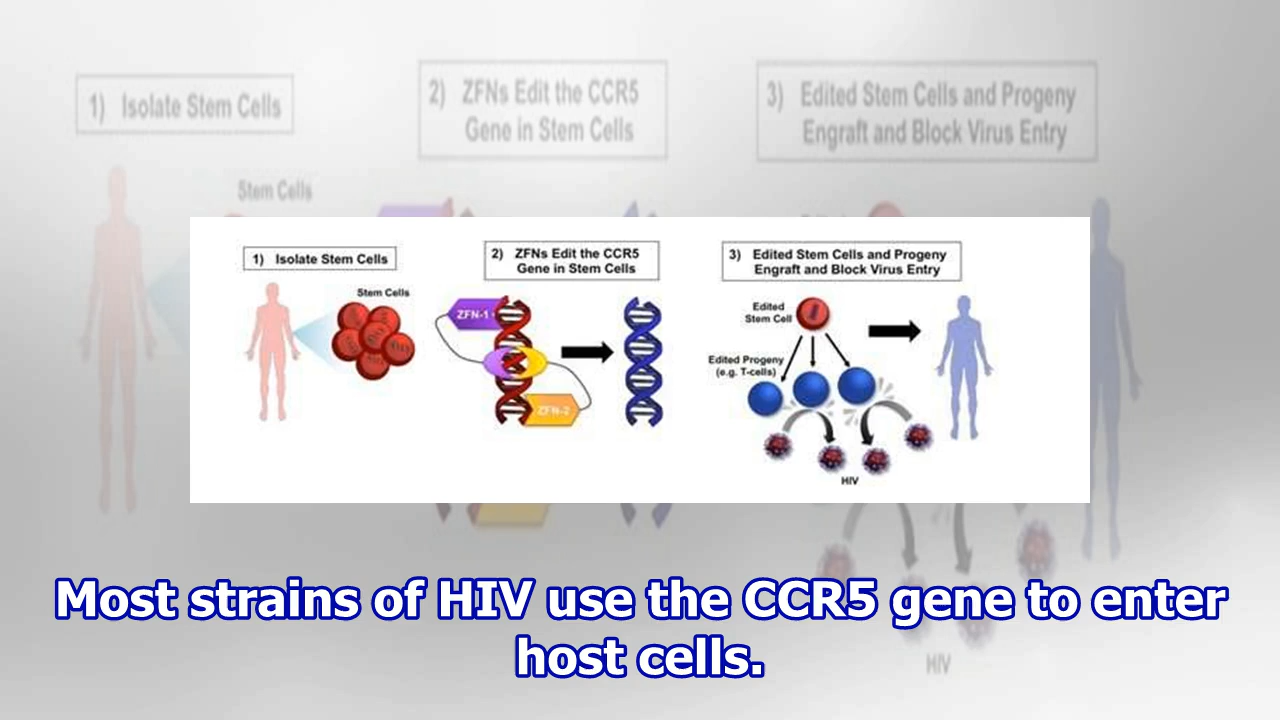 1) Isolate Stem Cells
2) ZFNs Edit the CCR5
Gene in Stem Cells
3) Edited Stem Cells and Progeny
Engraft and Block Virus Entry
Stem Cells
1) Isolate Stem Cells
Stem Cells
2) ZFNs Edit the CCR5
Gene in Stem Cells
ZFN-1
ZFN-2
3) Edited Stem Cells and Progeny
Engraft and Block Virus Entry
Edited
Stem Cell
Edited Progeny
(e.g. T-cells)
HIV
HIV
Most strains of HIV use the CCR5 gene to enter
host cells.